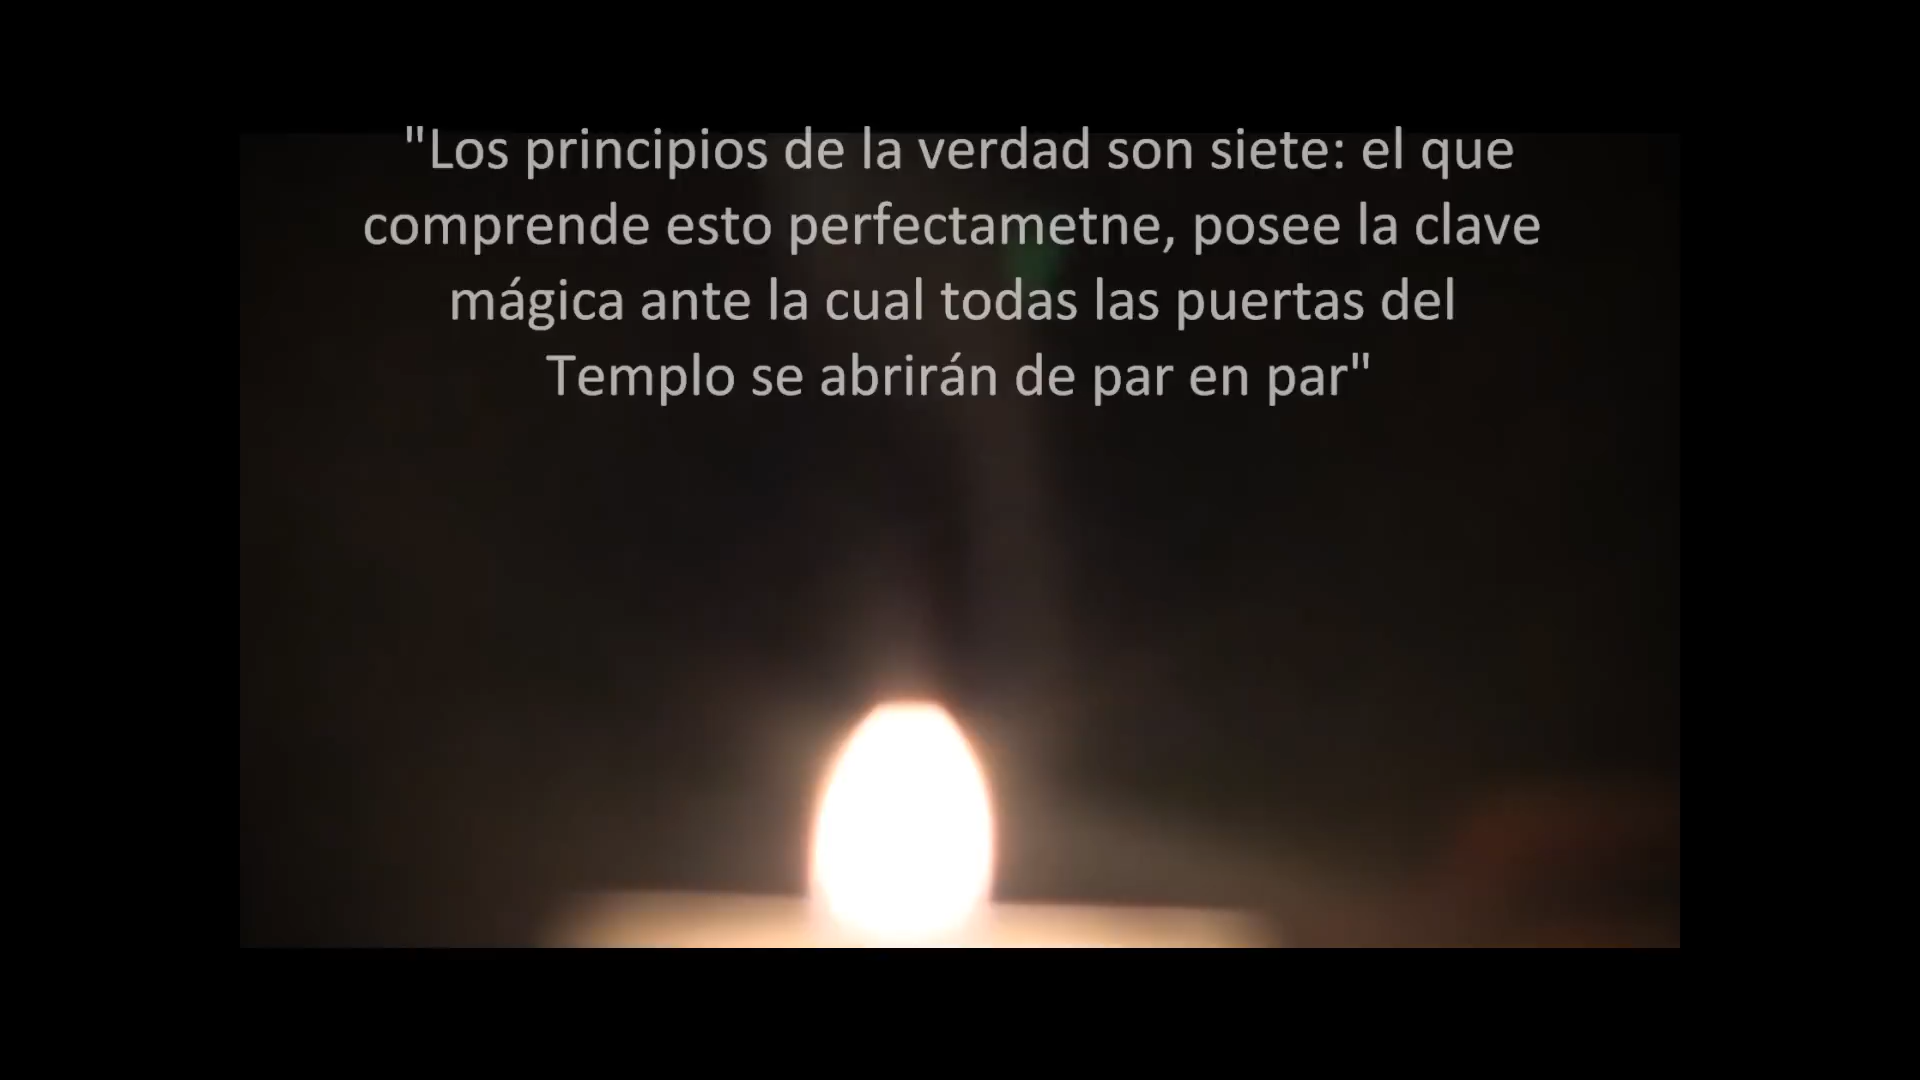 "Los principios de la verdad son siete: el que
comprende esto perfectametne, posee la clave
mágica ante la cual todas las puertas del
Templo se abrirán de par en par"